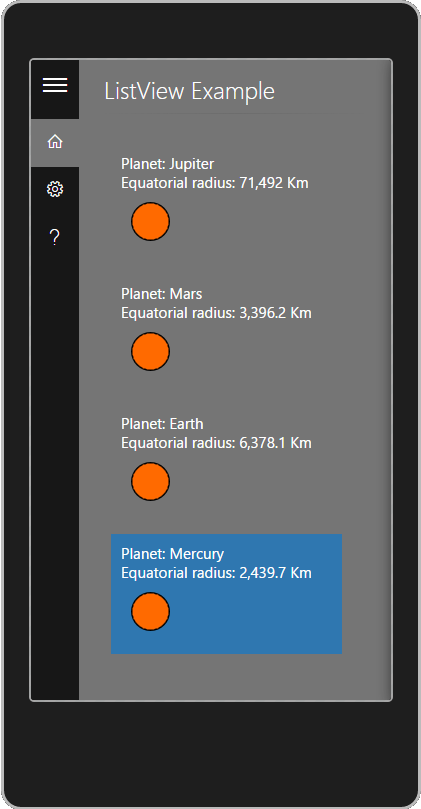 ListView Example
Planet: Jupiter
Equatorial radius: 71,492 Km
Planet: Mars
Equatorial radius: 3,396.2 Km
?
Planet: Earth
Equatorial radius: 6,378.1 Km
Planet: Mercury
Equatorial radius: 2,439.7 Km